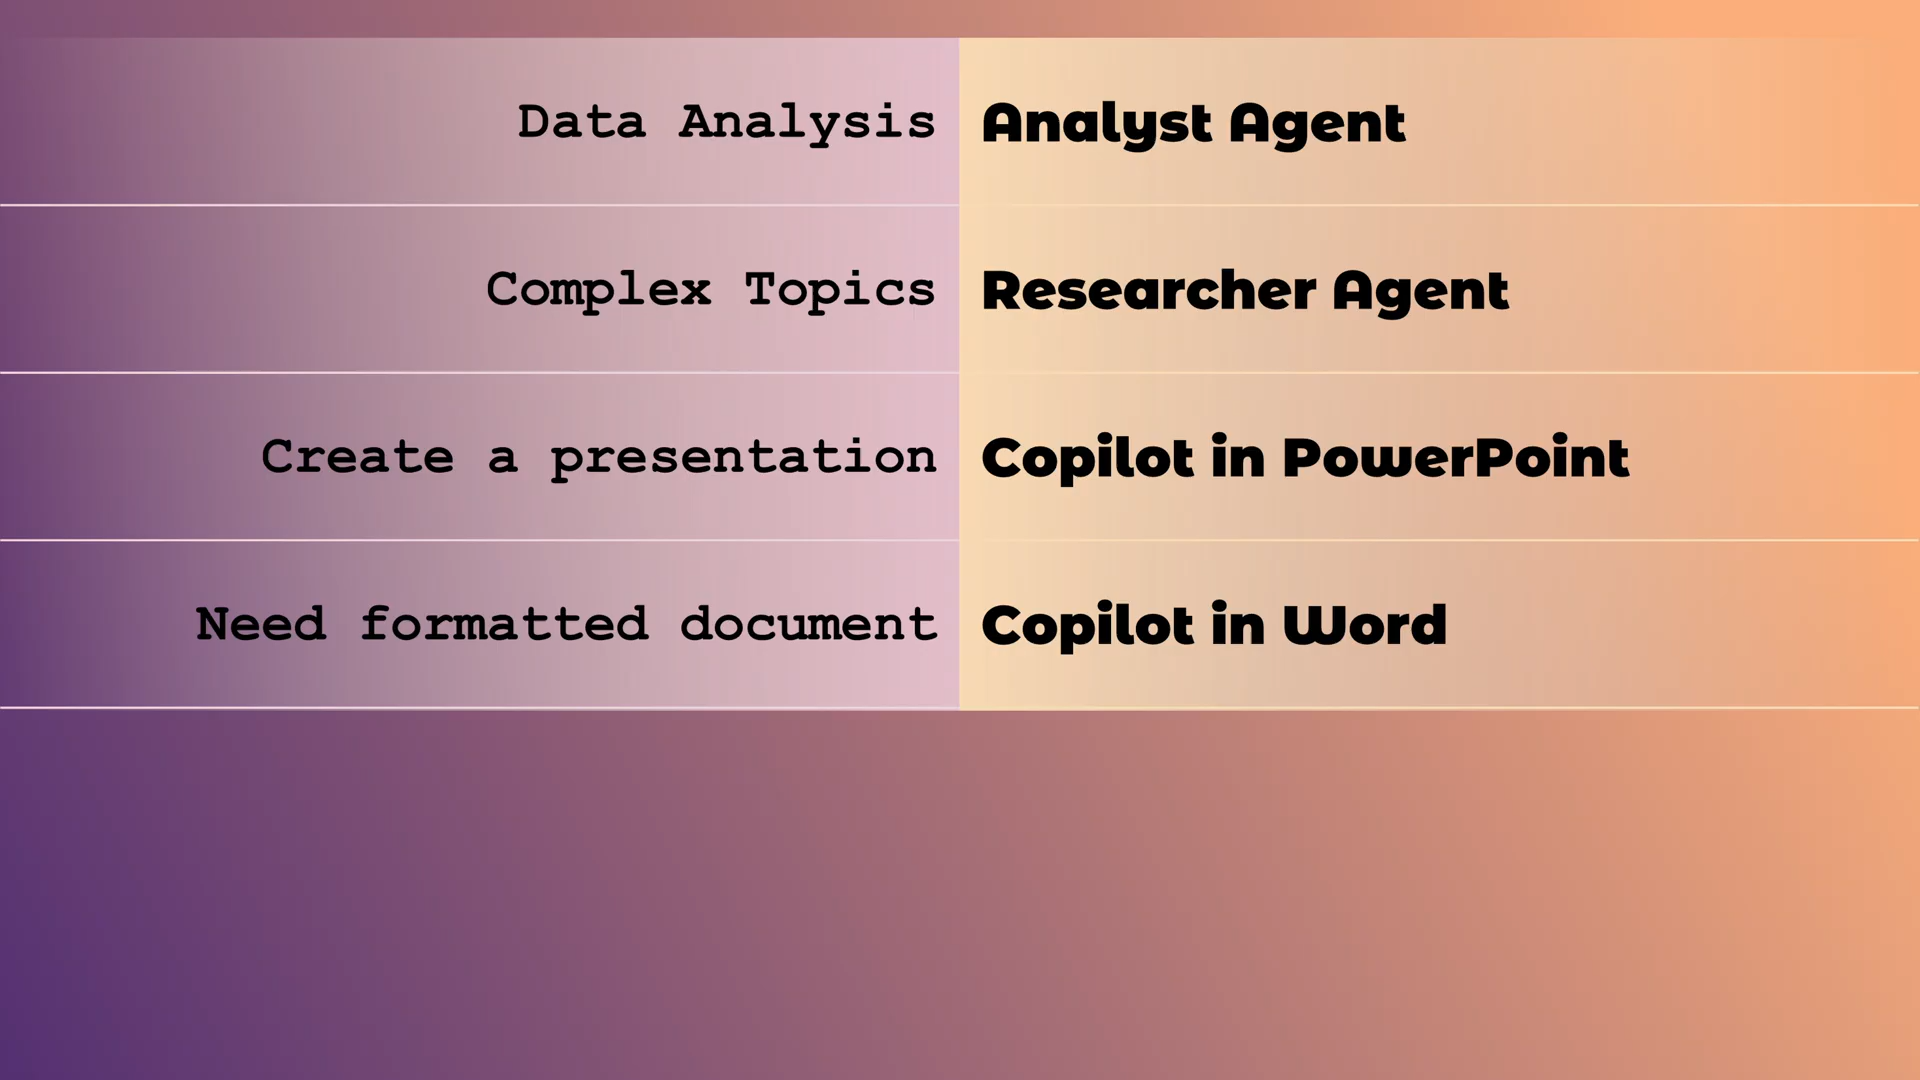 Data Analysis Analyst Agent
Complex Topics Researcher Agent
Create a presentation Copilot in PowerPoint
Need formatted document Copilot in Word